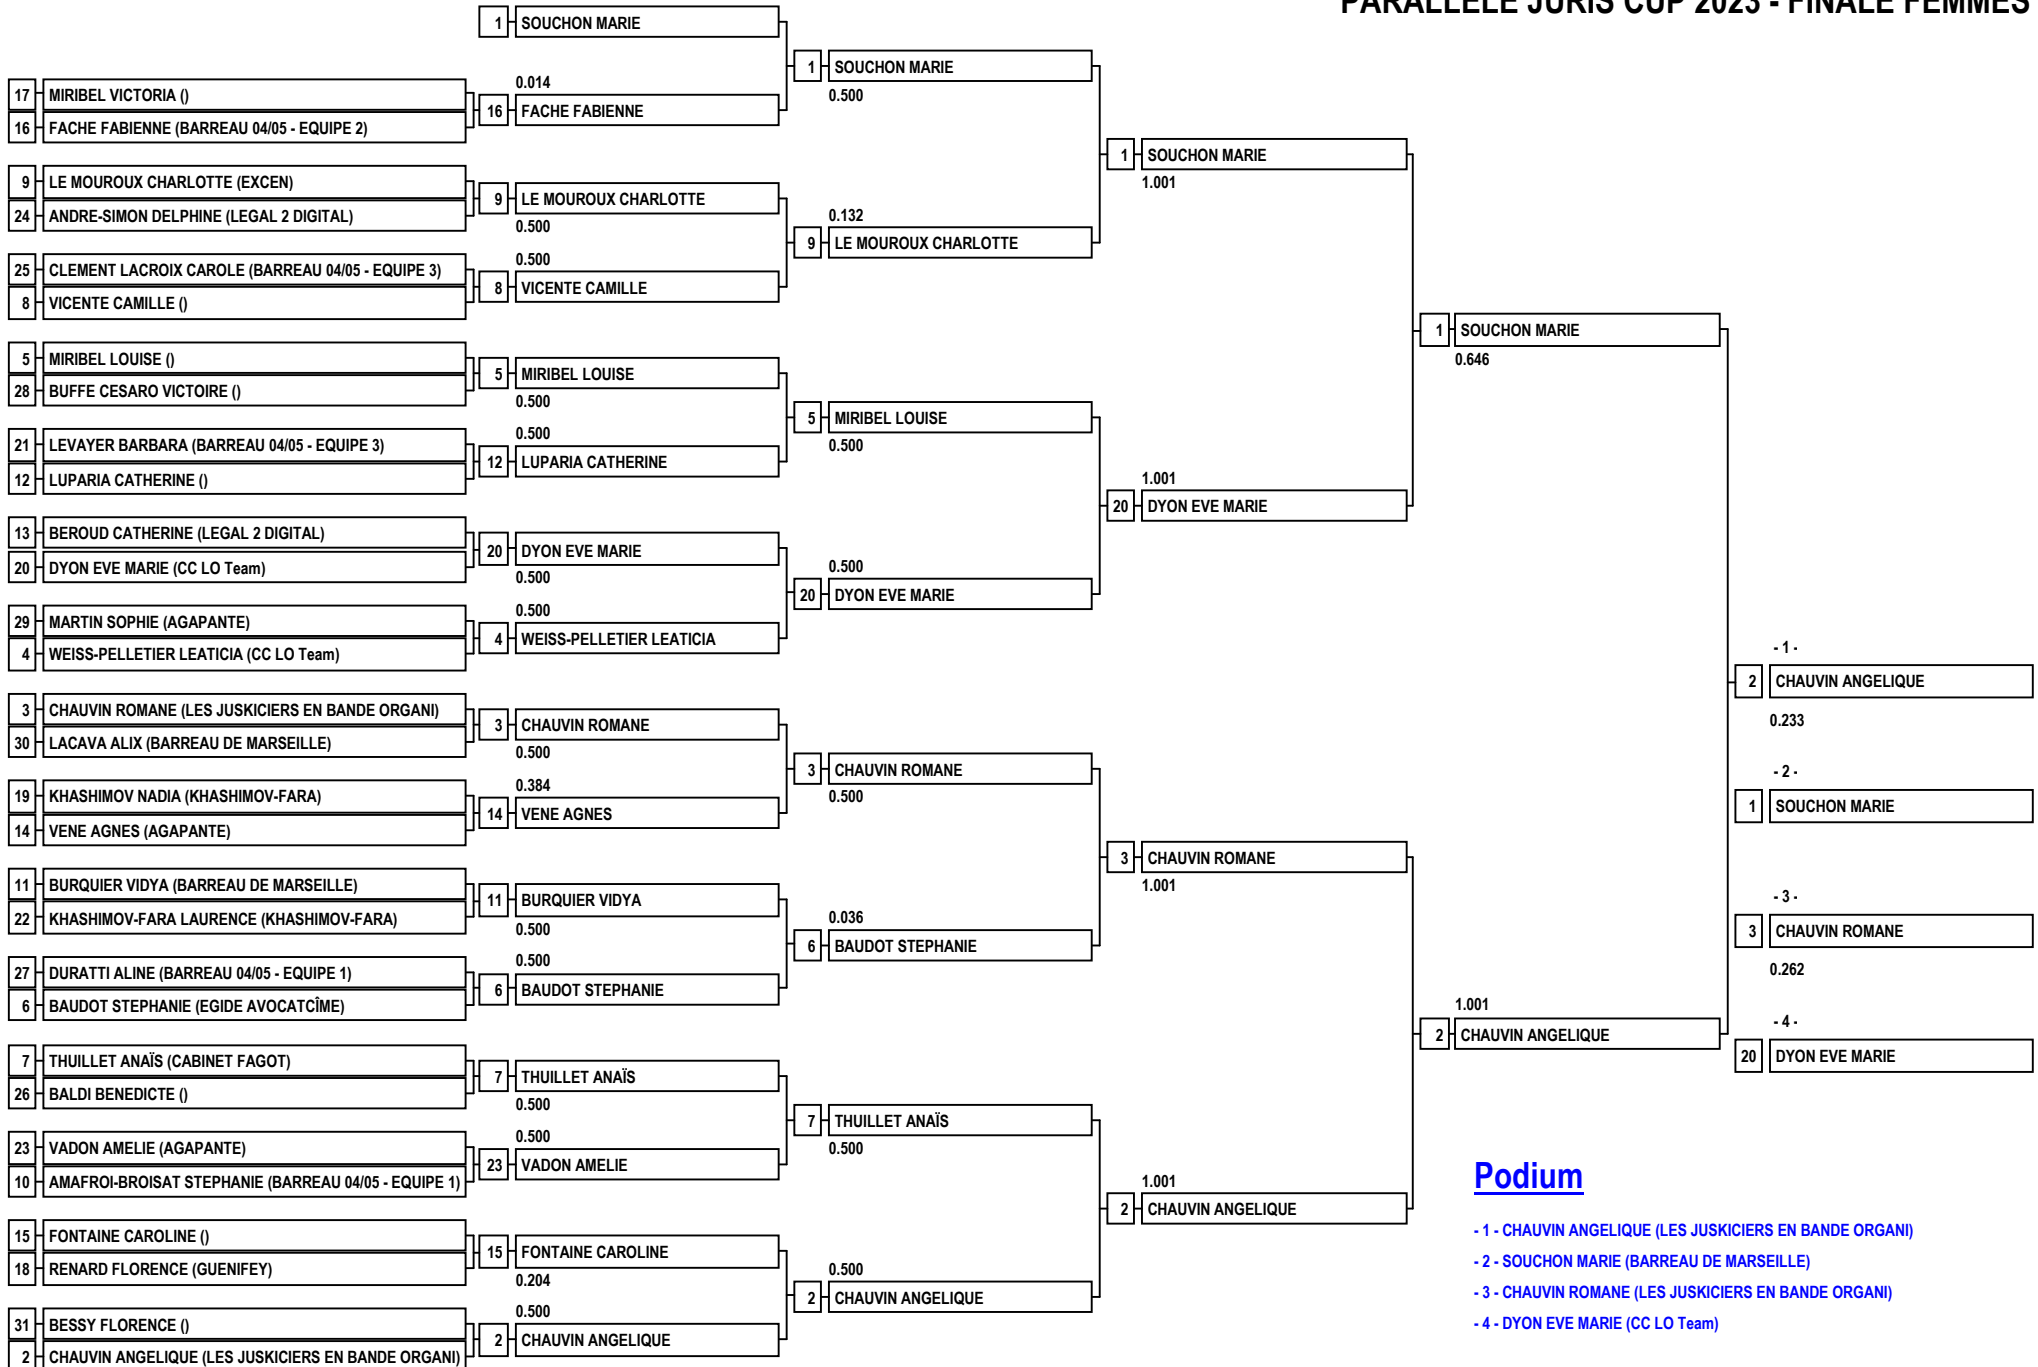 PARALLELE JURIS CUP 2023 - FINALE FEMMES
1 SOUCHON MARIE
17 MIRIBEL VICTORIA ()
16 FACHE FABIENNE (BARREAU 04/05 - EQUIPE 2)
9 LE MOUROUX CHARLOTTE (EXCEN)
24 ANDRE-SIMON DELPHINE (LEGAL 2 DIGITAL)
25 CLEMENT LACROIX CAROLE (BARREAU 04/05 - EQUIPE 3)
8 VICENTE CAMILLE ()
5 MIRIBEL LOUISE ()
28 BUFFE CESARO VICTOIRE ()
21 LEVAYER BARBARA (BARREAU 04/05 - EQUIPE 3)
12 LUPARIA CATHERINE ()
13 BEROUD CATHERINE (LEGAL 2 DIGITAL)
20 DYON EVE MARIE (CC LO Team)
29 MARTIN SOPHIE (AGAPANTE)
4 WEISS-PELLETIER LEATICIA (CC LO Team)
3 CHAUVIN ROMANE (LES JUSKICIERS EN BANDE ORGANI)
30 LACAVA ALIX (BARREAU DE MARSEILLE)
19 KHASHIMOV NADIA (KHASHIMOV-FARA)
14 VENE AGNES (AGAPANTE)
11 BURQUIER VIDYA (BARREAU DE MARSEILLE)
22 KHASHIMOV-FARA LAURENCE (KHASHIMOV-FARA)
27 DURATTI ALINE (BARREAU 04/05 - EQUIPE 1)
6 BAUDOT STEPHANIE (EGIDE AVOCATCÎME)
7 THUILLET ANAÏS (CABINET FAGOT)
26 BALDI BENEDICTE ()
23 VADON AMELIE (AGAPANTE)
10 AMAFROI-BROISAT STEPHANIE (BARREAU 04/05 - EQUIPE 1)
15 FONTAINE CAROLINE ()
18 RENARD FLORENCE (GUENIFEY)
31 BESSY FLORENCE ()
2 CHAUVIN ANGELIQUE (LES JUSKICIERS EN BANDE ORGANI)
0.014
16 FACHE FABIENNE
9 LE MOUROUX CHARLOTTE
0.500
0.500
8 VICENTE CAMILLE
5 MIRIBEL LOUISE
0.500
0.500
12 LUPARIA CATHERINE
20 DYON EVE MARIE
0.500
0.500
4 WEISS-PELLETIER LEATICIA
3 CHAUVIN ROMANE
0.500
0.384
14 VENE AGNES
11 BURQUIER VIDYA
0.500
0.500
6 BAUDOT STEPHANIE
7 THUILLET ANAÏS
0.500
0.500
23 VADON AMELIE
15 FONTAINE CAROLINE
0.204
0.500
2 CHAUVIN ANGELIQUE
1 SOUCHON MARIE
0.500
0.132
9 LE MOUROUX CHARLOTTE
5 MIRIBEL LOUISE
0.500
0.500
20 DYON EVE MARIE
3 CHAUVIN ROMANE
0.500
0.036
6 BAUDOT STEPHANIE
7 THUILLET ANAÏS
0.500
0.500
2 CHAUVIN ANGELIQUE
1 SOUCHON MARIE
1.001
1.001
20 DYON EVE MARIE
3 CHAUVIN ROMANE
1.001
1.001
2 CHAUVIN ANGELIQUE
1 SOUCHON MARIE
0.646
1.001
2 CHAUVIN ANGELIQUE
- 1 -
2 CHAUVIN ANGELIQUE
0.233
- 2 -
1 SOUCHON MARIE
- 3 -
3 CHAUVIN ROMANE
0.262
- 4 -
20 DYON EVE MARIE
Podium
- 1 - CHAUVIN ANGELIQUE (LES JUSKICIERS EN BANDE ORGANI)
- 2 - SOUCHON MARIE (BARREAU DE MARSEILLE)
- 3 - CHAUVIN ROMANE (LES JUSKICIERS EN BANDE ORGANI)
- 4 - DYON EVE MARIE (CC LO Team)